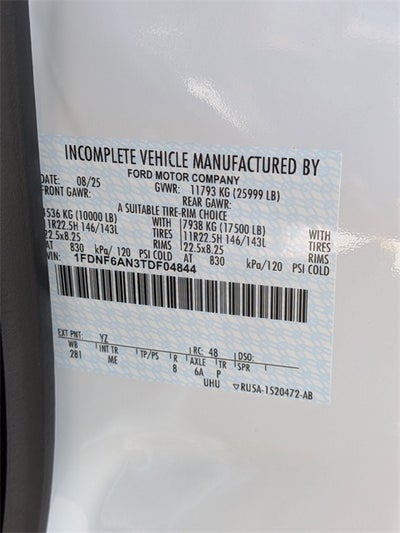 INCOMPLETE VEHICLE MANUFACTURED BY
FORD MOTOR COMPANY
DATE: 08/25 GVWR: 11793 KG (25999 LB)
FRONT GAWR: REAR GAWR:
A SUITABLE TIRE-RIM CHOICE
4536 KG (10000 LB) 7938 KG (17500 LB)
11R22.5H 146/143L TIRES 11R22.5H 146/143L TIRES
22.5x8.25 RIMS 22.5x8.25 RIMS
AT 830 kPa/120 PSI COLD AT 830 kPa/120 PSI COLD
VIN: 1FDNF6AN3TDF04844
EXT PNT: YZ RC: 48 DSO:
WB INT TR TP/PS R AXLE TR SPR
281 ME 8 6A P
UHU ▽RU5A-1520472-AB